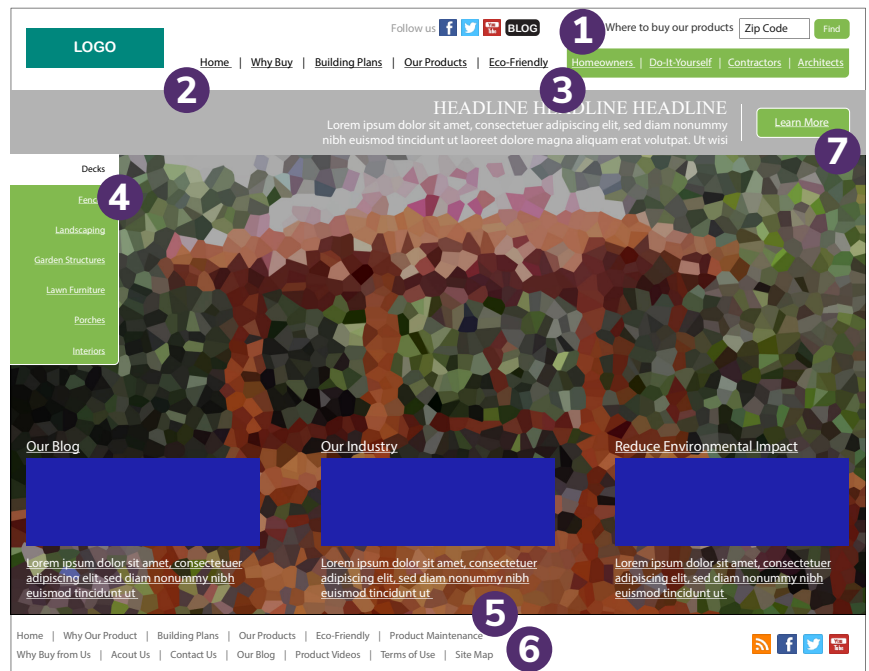 LOGO
Follow us f You Tube BLOG
1
Where to buy our products Zip Code Find
Home | Why Buy | Building Plans | Our Products | Eco-Friendly
Homeowners | Do-It-Yourself | Contractors | Architects
2
3
HEADLINE HEADLINE HEADLINE
Lorem ipsum dolor sit amet, consectetuer adipiscing elit, sed diam nonummy
nibh euismod tincidunt ut laoreet dolore magna aliquam erat volutpat. Ut wisi
Learn More
7
Decks
4
Landscaping
Garden Structures
Lawn Furniture
Porches
Interiors
Our Blog
Lorem ipsum dolor sit amet, consectetuer
adipiscing elit, sed diam nonummy nibh
euismod tincidunt ut
Our Industry
Lorem ipsum dolor sit amet, consectetuer
adipiscing elit, sed diam nonummy nibh
euismod tincidunt ut
Reduce Environmental Impact
Lorem ipsum dolor sit amet, consectetuer
adipiscing elit, sed diam nonummy nibh
euismod tincidunt ut
5
Home | Why Our Product | Building Plans | Our Products | Eco-Friendly | Product Maintenance
Why Buy from Us | Acout Us | Contact Us | Our Blog | Product Videos | Terms of Use | Site Map
6
f You Tube